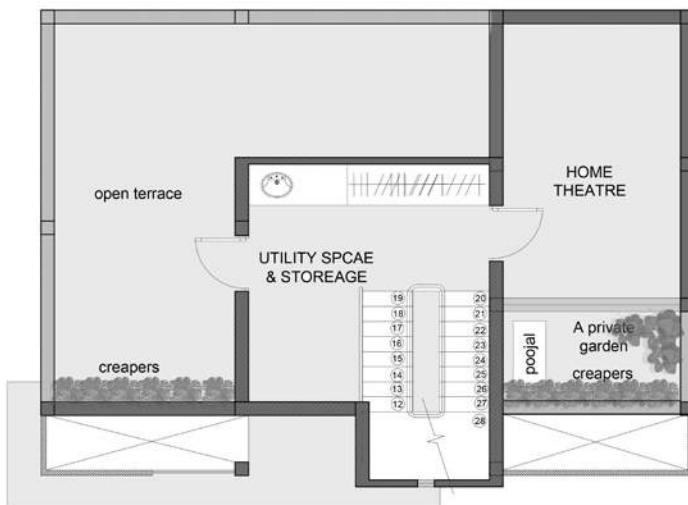 open terrace
HOME
THEATRE
UTILITY SPCAE
& STOREAGE
19
18
17
16
15
14
13
12
20
21
22
23
24
25
26
27
28
poojal
A private
garden
creapers
creapers